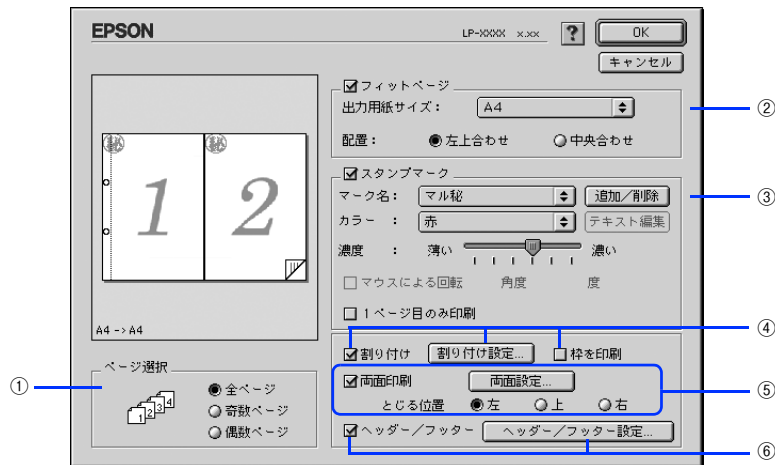 EPSON
LP-XXXX x.xx ? OK
キャンセル
㊙ ㊙
1 2
A4 -> A4
ページ選択
1 2 3 4
全ページ
奇数ページ
偶数ページ
①
フィットページ
出力用紙サイズ： A4
配置： 左上合わせ 中央合わせ
②
スタンプマーク
マーク名： マル秘 追加／削除
③
カラー ： 赤 テキスト編集
濃度 ： 薄い 濃い
マウスによる回転 角度 度
1ページ目のみ印刷
④
割り付け 割り付け設定... 枠を印刷
両面印刷 両面設定...
⑤
とじる位置 左 上 右
ヘッダー／フッター ヘッダー／フッター設定...
⑥